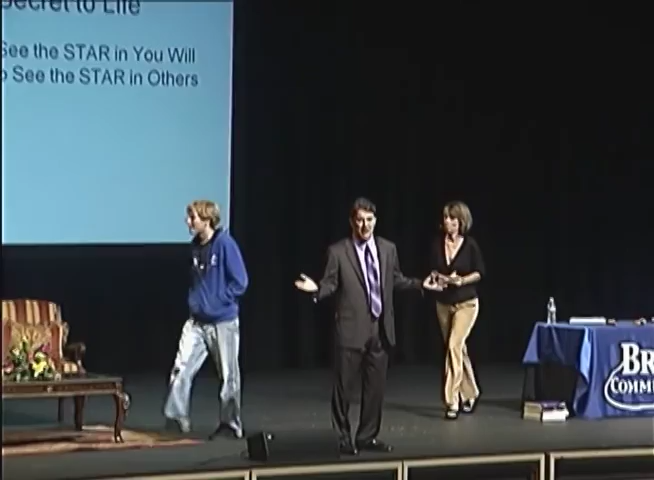 Secret to Life
See the STAR in You Will
o See the STAR in Others
BR
COMM